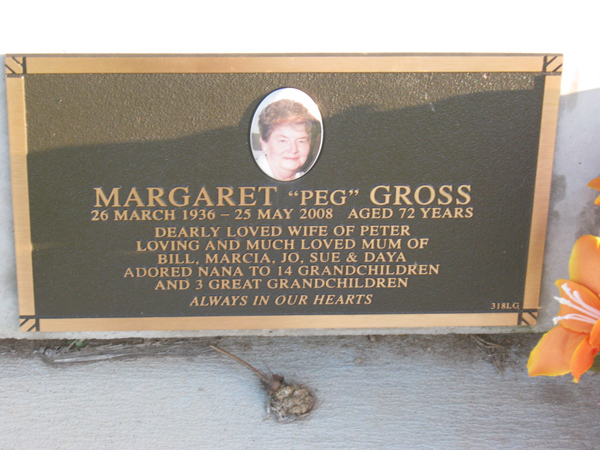 MARGARET "PEG" GROSS
26 MARCH 1936 – 25 MAY 2008 AGED 72 YEARS
DEARLY LOVED WIFE OF PETER
LOVING AND MUCH LOVED MUM OF
BILL, MARCIA, JO, SUE & DAYA
ADORED NANA TO 14 GRANDCHILDREN
AND 3 GREAT GRANDCHILDREN
ALWAYS IN OUR HEARTS
318LG